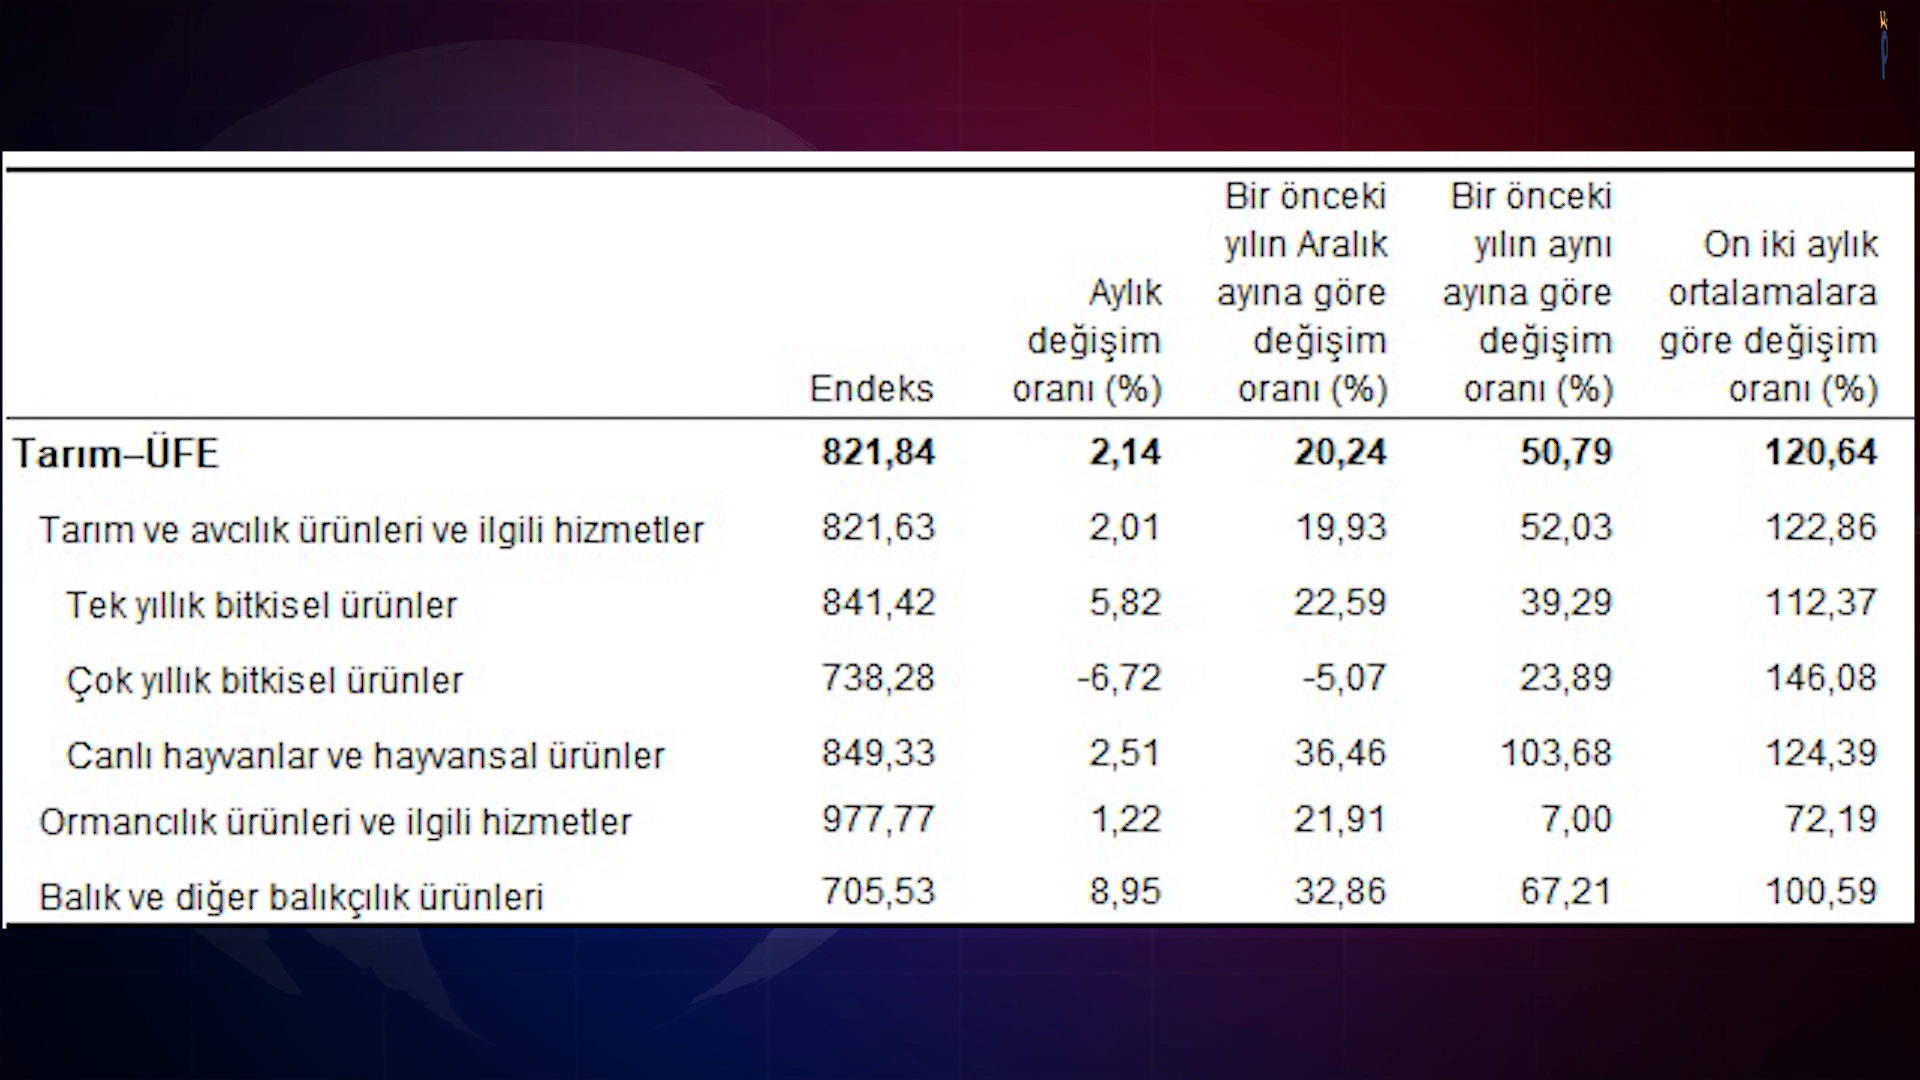 Bir önceki Bir önceki
yılın Aralık yılın aynı On iki aylık
Aylık ayına göre ayına göre ortalamalara
değişim değişim değişim göre değişim
Endeks oranı (%) oranı (%) oranı (%) oranı (%)
Tarım–ÜFE 821,84 2,14 20,24 50,79 120,64
Tarım ve avcılık ürünleri ve ilgili hizmetler 821,63 2,01 19,93 52,03 122,86
Tek yıllık bitkisel ürünler 841,42 5,82 22,59 39,29 112,37
Çok yıllık bitkisel ürünler 738,28 -6,72 -5,07 23,89 146,08
Canlı hayvanlar ve hayvansal ürünler 849,33 2,51 36,46 103,68 124,39
Ormancılık ürünleri ve ilgili hizmetler 977,77 1,22 21,91 7,00 72,19
Balık ve diğer balıkçılık ürünleri 705,53 8,95 32,86 67,21 100,59